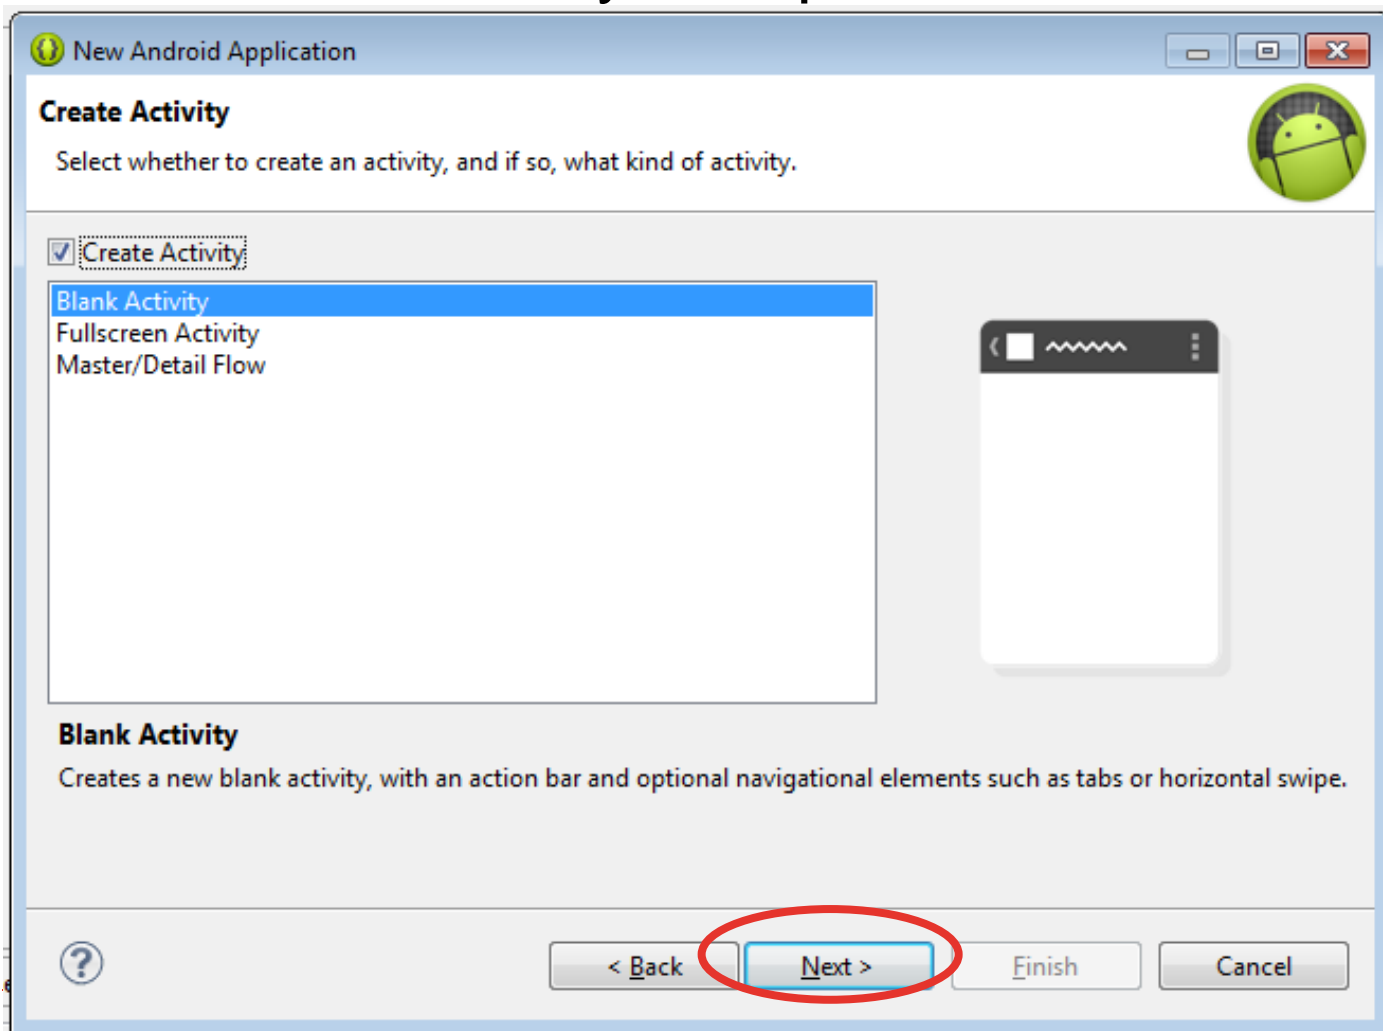 New Android Application
Create Activity
Select whether to create an activity, and if so, what kind of activity.
Create Activity
Blank Activity
Fullscreen Activity
Master/Detail Flow
Blank Activity
Creates a new blank activity, with an action bar and optional navigational elements such as tabs or horizontal swipe.
?
< Back Next > Finish Cancel